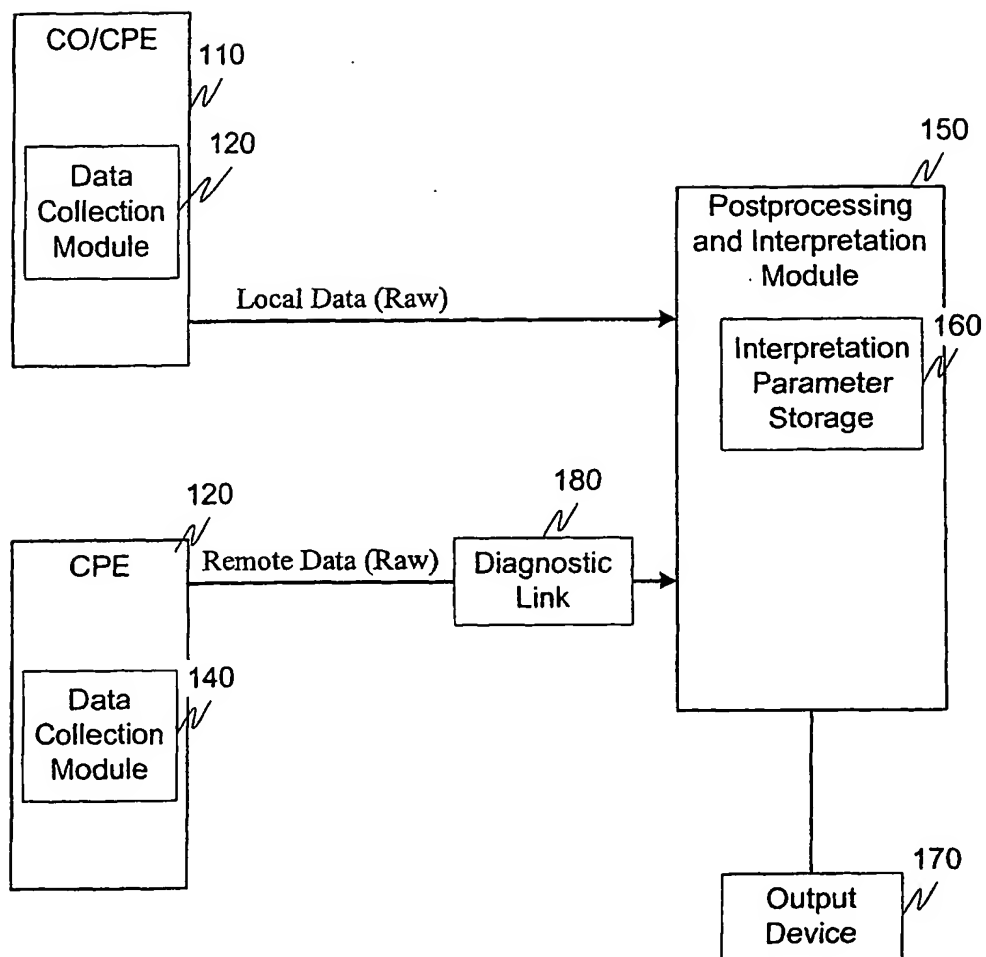 CO/CPE
110
120
Data
Collection
Module
150
Postprocessing
and Interpretation
Module
Local Data (Raw)
160
Interpretation
Parameter
Storage
120
CPE
Remote Data (Raw)
180
Diagnostic
Link
140
Data
Collection
Module
170
Output
Device